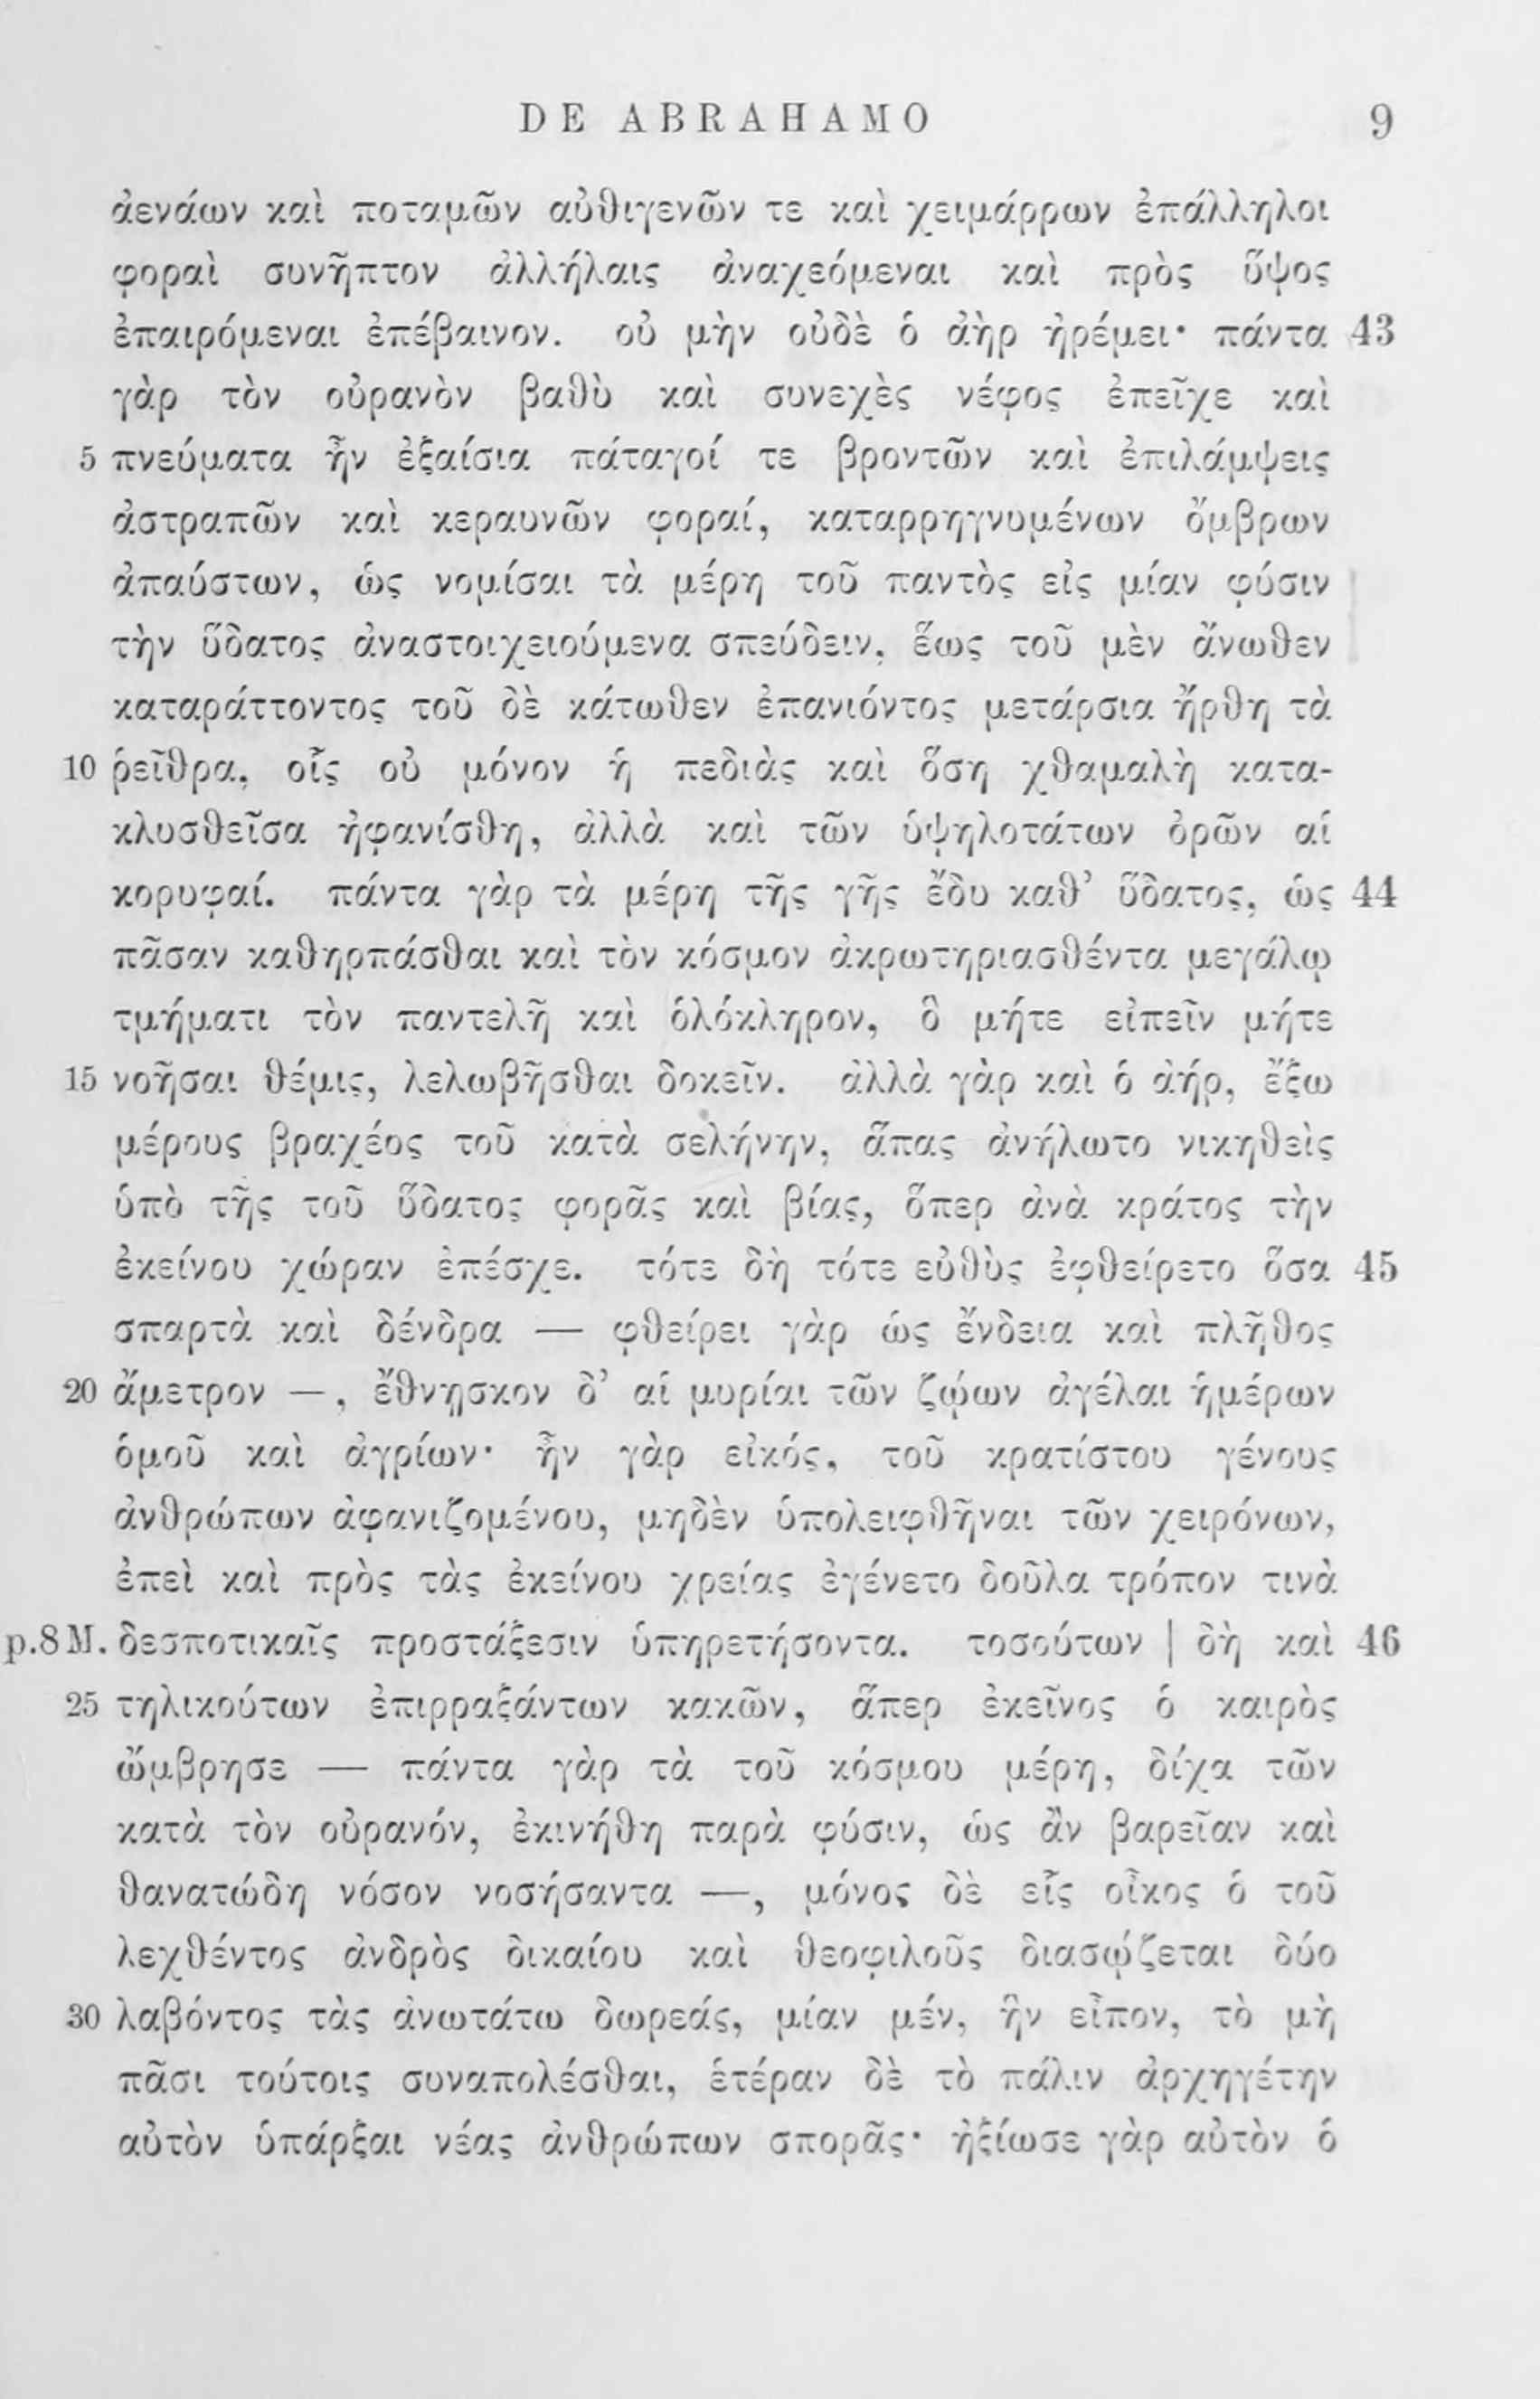 DE ABRAHAMO 9
ἀενάων καὶ ποταμῶν αὐθιγενῶν τε καὶ χειμάρρων ἐπάλληλοι
φοραὶ συνῆπτον ἀλλήλαις ἀναχεόμεναι καὶ πρὸς ὕψος
ἐπαιρόμεναι ἐπέβαινον. οὐ μὴν οὐδὲ ὁ ἀὴρ ἠρέμει· πάντα 43
γὰρ τὸν οὐρανὸν βαθὺ καὶ συνεχὲς νέφος ἐπεῖχε καὶ
5 πνεύματα ἦν ἐξαίσια πάταγοί τε βροντῶν καὶ ἐπιλάμψεις
ἀστραπῶν καὶ κεραυνῶν φοραί, καταρρηγνυμένων ὄμβρων
ἀπαύστων, ὡς νομίσαι τὰ μέρη τοῦ παντὸς εἰς μίαν φύσιν
τὴν ὕδατος ἀναστοιχειούμενα σπεύδειν, ἕως τοῦ μὲν ἄνωθεν
καταράττοντος τοῦ δὲ κάτωθεν ἐπανιόντος μετάρσια ἤρθη τὰ
10 ῥεῖθρα, οἷς οὐ μόνον ἡ πεδιὰς καὶ ὅση χθαμαλὴ κατα-
κλυσθεῖσα ἠφανίσθη, ἀλλὰ καὶ τῶν ὑψηλοτάτων ὀρῶν αἱ
κορυφαί. πάντα γὰρ τὰ μέρη τῆς γῆς ἔδυ καθ’ ὕδατος, ὡς 44
πᾶσαν καθηρπάσθαι καὶ τὸν κόσμον ἀκρωτηριασθέντα μεγάλῳ
τμήματι τὸν παντελῆ καὶ ὁλόκληρον, ὃ μήτε εἰπεῖν μήτε
15 νοῆσαι θέμις, λελωβῆσθαι δοκεῖν. ἀλλὰ γὰρ καὶ ὁ ἀήρ, ἔξω
μέρους βραχέος τοῦ κατὰ σελήνην, ἅπας ἀνήλωτο νικηθεὶς
ὑπὸ τῆς τοῦ ὕδατος φορᾶς καὶ βίας, ὅπερ ἀνὰ κράτος τὴν
ἐκείνου χώραν ἐπέσχε. τότε δὴ τότε εὐθὺς ἐφθείρετο ὅσα 45
σπαρτὰ καὶ δένδρα — φθείρει γὰρ ὡς ἔνδεια καὶ πλῆθος
20 ἄμετρον —, ἔθνῃσκον δ’ αἱ μυρίαι τῶν ζῴων ἀγέλαι ἡμέρων
ὁμοῦ καὶ ἀγρίων· ἦν γὰρ εἰκός, τοῦ κρατίστου γένους
ἀνθρώπων ἀφανιζομένου, μηδὲν ὑπολειφθῆναι τῶν χειρόνων,
ἐπεὶ καὶ πρὸς τὰς ἐκείνου χρείας ἐγένετο δοῦλα τρόπον τινὰ
p.8 M. δεσποτικαῖς προστάξεσιν ὑπηρετήσοντα. τοσούτων | δὴ καὶ 46
25 τηλικούτων ἐπιρραξάντων κακῶν, ἅπερ ἐκεῖνος ὁ καιρὸς
ὤμβρησε — πάντα γὰρ τὰ τοῦ κόσμου μέρη, δίχα τῶν
κατὰ τὸν οὐρανόν, ἐκινήθη παρὰ φύσιν, ὡς ἂν βαρεῖαν καὶ
θανατώδη νόσον νοσήσαντα —, μόνος δὲ εἷς οἶκος ὁ τοῦ
λεχθέντος ἀνδρὸς δικαίου καὶ θεοφιλοῦς διασῴζεται δύο
30 λαβόντος τὰς ἀνωτάτω δωρεάς, μίαν μέν, ἣν εἶπον, τὸ μὴ
πᾶσι τούτοις συναπολέσθαι, ἑτέραν δὲ τὸ πάλιν ἀρχηγέτην
αὐτὸν ὑπάρξαι νέας ἀνθρώπων σπορᾶς· ἠξίωσε γὰρ αὐτὸν ὁ